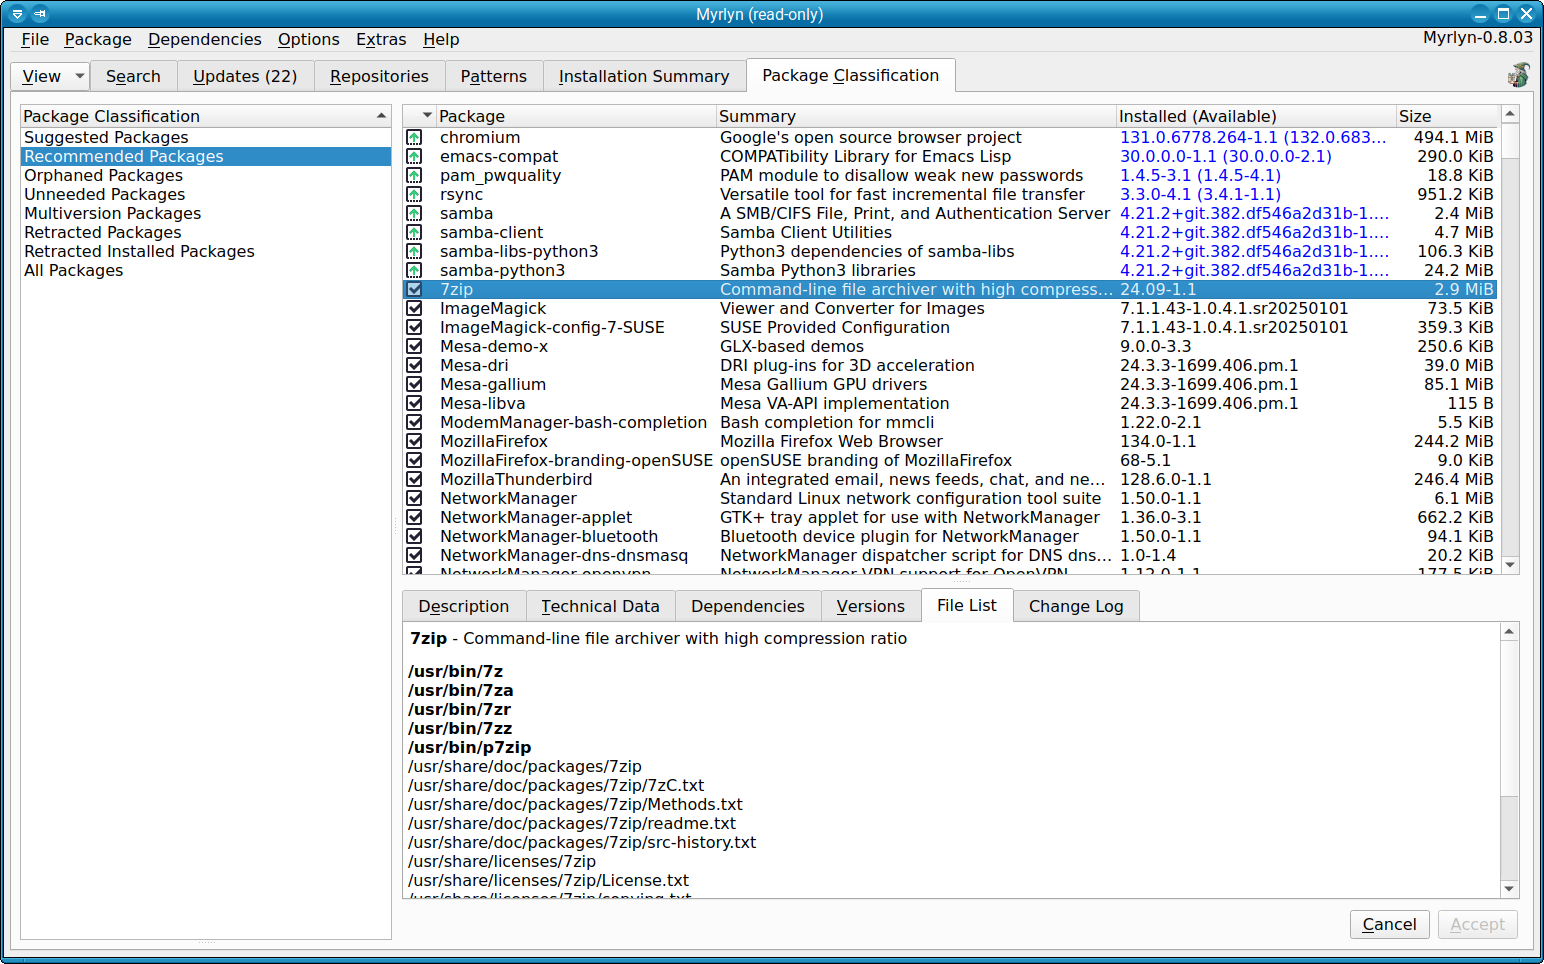 Myrlyn (read-only)
File Package Dependencies Options Extras Help Myrlyn-0.8.03
View Search Updates (22) Repositories Patterns Installation Summary Package Classification
Package Classification
Suggested Packages
Recommended Packages
Orphaned Packages
Unneeded Packages
Multiversion Packages
Retracted Packages
Retracted Installed Packages
All Packages
Package Summary Installed (Available) Size
chromium Google's open source browser project 131.0.6778.264-1.1 (132.0.683... 494.1 MiB
emacs-compat COMPATibility Library for Emacs Lisp 30.0.0.0-1.1 (30.0.0.0-2.1) 290.0 KiB
pam_pwquality PAM module to disallow weak new passwords 1.4.5-3.1 (1.4.5-4.1) 18.8 KiB
rsync Versatile tool for fast incremental file transfer 3.3.0-4.1 (3.4.1-1.1) 951.2 KiB
samba A SMB/CIFS File, Print, and Authentication Server 4.21.2+git.382.df546a2d31b-1.... 2.4 MiB
samba-client Samba Client Utilities 4.21.2+git.382.df546a2d31b-1.... 4.7 MiB
samba-libs-python3 Python3 dependencies of samba-libs 4.21.2+git.382.df546a2d31b-1.... 106.3 KiB
samba-python3 Samba Python3 libraries 4.21.2+git.382.df546a2d31b-1.... 24.2 MiB
7zip Command-line file archiver with high compress... 24.09-1.1 2.9 MiB
ImageMagick Viewer and Converter for Images 7.1.1.43-1.0.4.1.sr20250101 73.5 KiB
ImageMagick-config-7-SUSE SUSE Provided Configuration 7.1.1.43-1.0.4.1.sr20250101 359.3 KiB
Mesa-demo-x GLX-based demos 9.0.0-3.3 250.6 KiB
Mesa-dri DRI plug-ins for 3D acceleration 24.3.3-1699.406.pm.1 39.0 MiB
Mesa-gallium Mesa Gallium GPU drivers 24.3.3-1699.406.pm.1 85.1 MiB
Mesa-libva Mesa VA-API implementation 24.3.3-1699.406.pm.1 115 B
ModemManager-bash-completion Bash completion for mmcli 1.22.0-2.1 5.5 KiB
MozillaFirefox Mozilla Firefox Web Browser 134.0-1.1 244.2 MiB
MozillaFirefox-branding-openSUSE openSUSE branding of MozillaFirefox 68-5.1 9.0 KiB
MozillaThunderbird An integrated email, news feeds, chat, and ne... 128.6.0-1.1 246.4 MiB
NetworkManager Standard Linux network configuration tool suite 1.50.0-1.1 6.1 MiB
NetworkManager-applet GTK+ tray applet for use with NetworkManager 1.36.0-3.1 662.2 KiB
NetworkManager-bluetooth Bluetooth device plugin for NetworkManager 1.50.0-1.1 94.1 KiB
NetworkManager-dns-dnsmasq NetworkManager dispatcher script for DNS dns... 1.0-1.4 20.2 KiB
NetworkManager-openvpn NetworkManager VPN support for OpenVPN 1.12.0-1.1 177.5 KiB
Description Technical Data Dependencies Versions File List Change Log
7zip - Command-line file archiver with high compression ratio
/usr/bin/7z
/usr/bin/7za
/usr/bin/7zr
/usr/bin/7zz
/usr/bin/p7zip
/usr/share/doc/packages/7zip
/usr/share/doc/packages/7zip/7zC.txt
/usr/share/doc/packages/7zip/Methods.txt
/usr/share/doc/packages/7zip/readme.txt
/usr/share/doc/packages/7zip/src-history.txt
/usr/share/licenses/7zip
/usr/share/licenses/7zip/License.txt
/usr/share/licenses/7zip/copying.txt
Cancel Accept